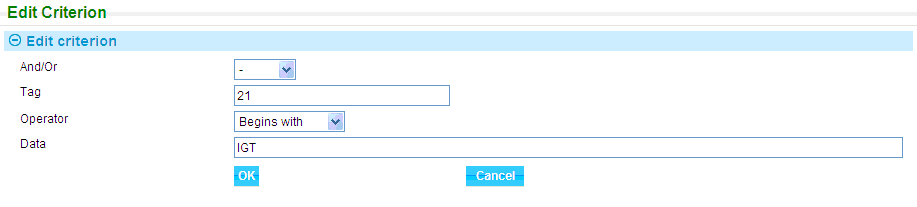 Edit Criterion
Edit criterion
And/Or -
Tag 21
Operator Begins with
Data IGT
OK Cancel